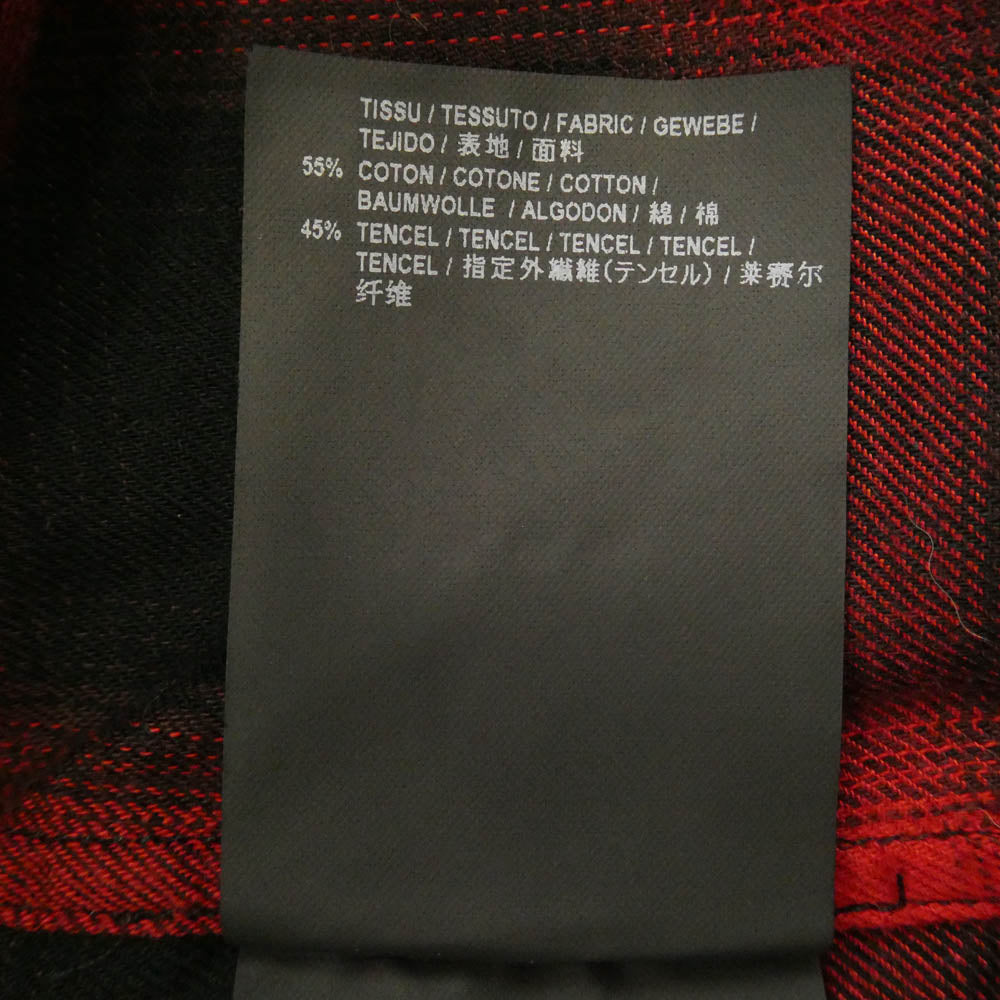 TISSU / TESSUTO / FABRIC / GEWEBE /
TEJIDO / 表地 / 面料
55% COTON / COTONE / COTTON /
BAUMWOLLE / ALGODON / 綿 / 棉
45% TENCEL / TENCEL / TENCEL / TENCEL /
TENCEL / 指定外繊維(テンセル) / 莱赛尔
纤维